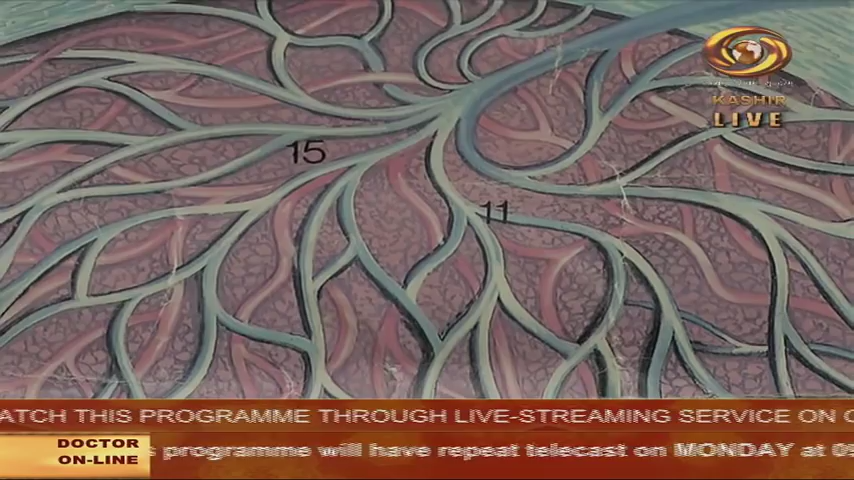 KASHIR
LIVE
15
11
ATCH THIS PROGRAMME THROUGH LIVE-STREAMING SERVICE ON
DOCTOR
ON-LINE
programme will have repeat telecast on MONDAY at